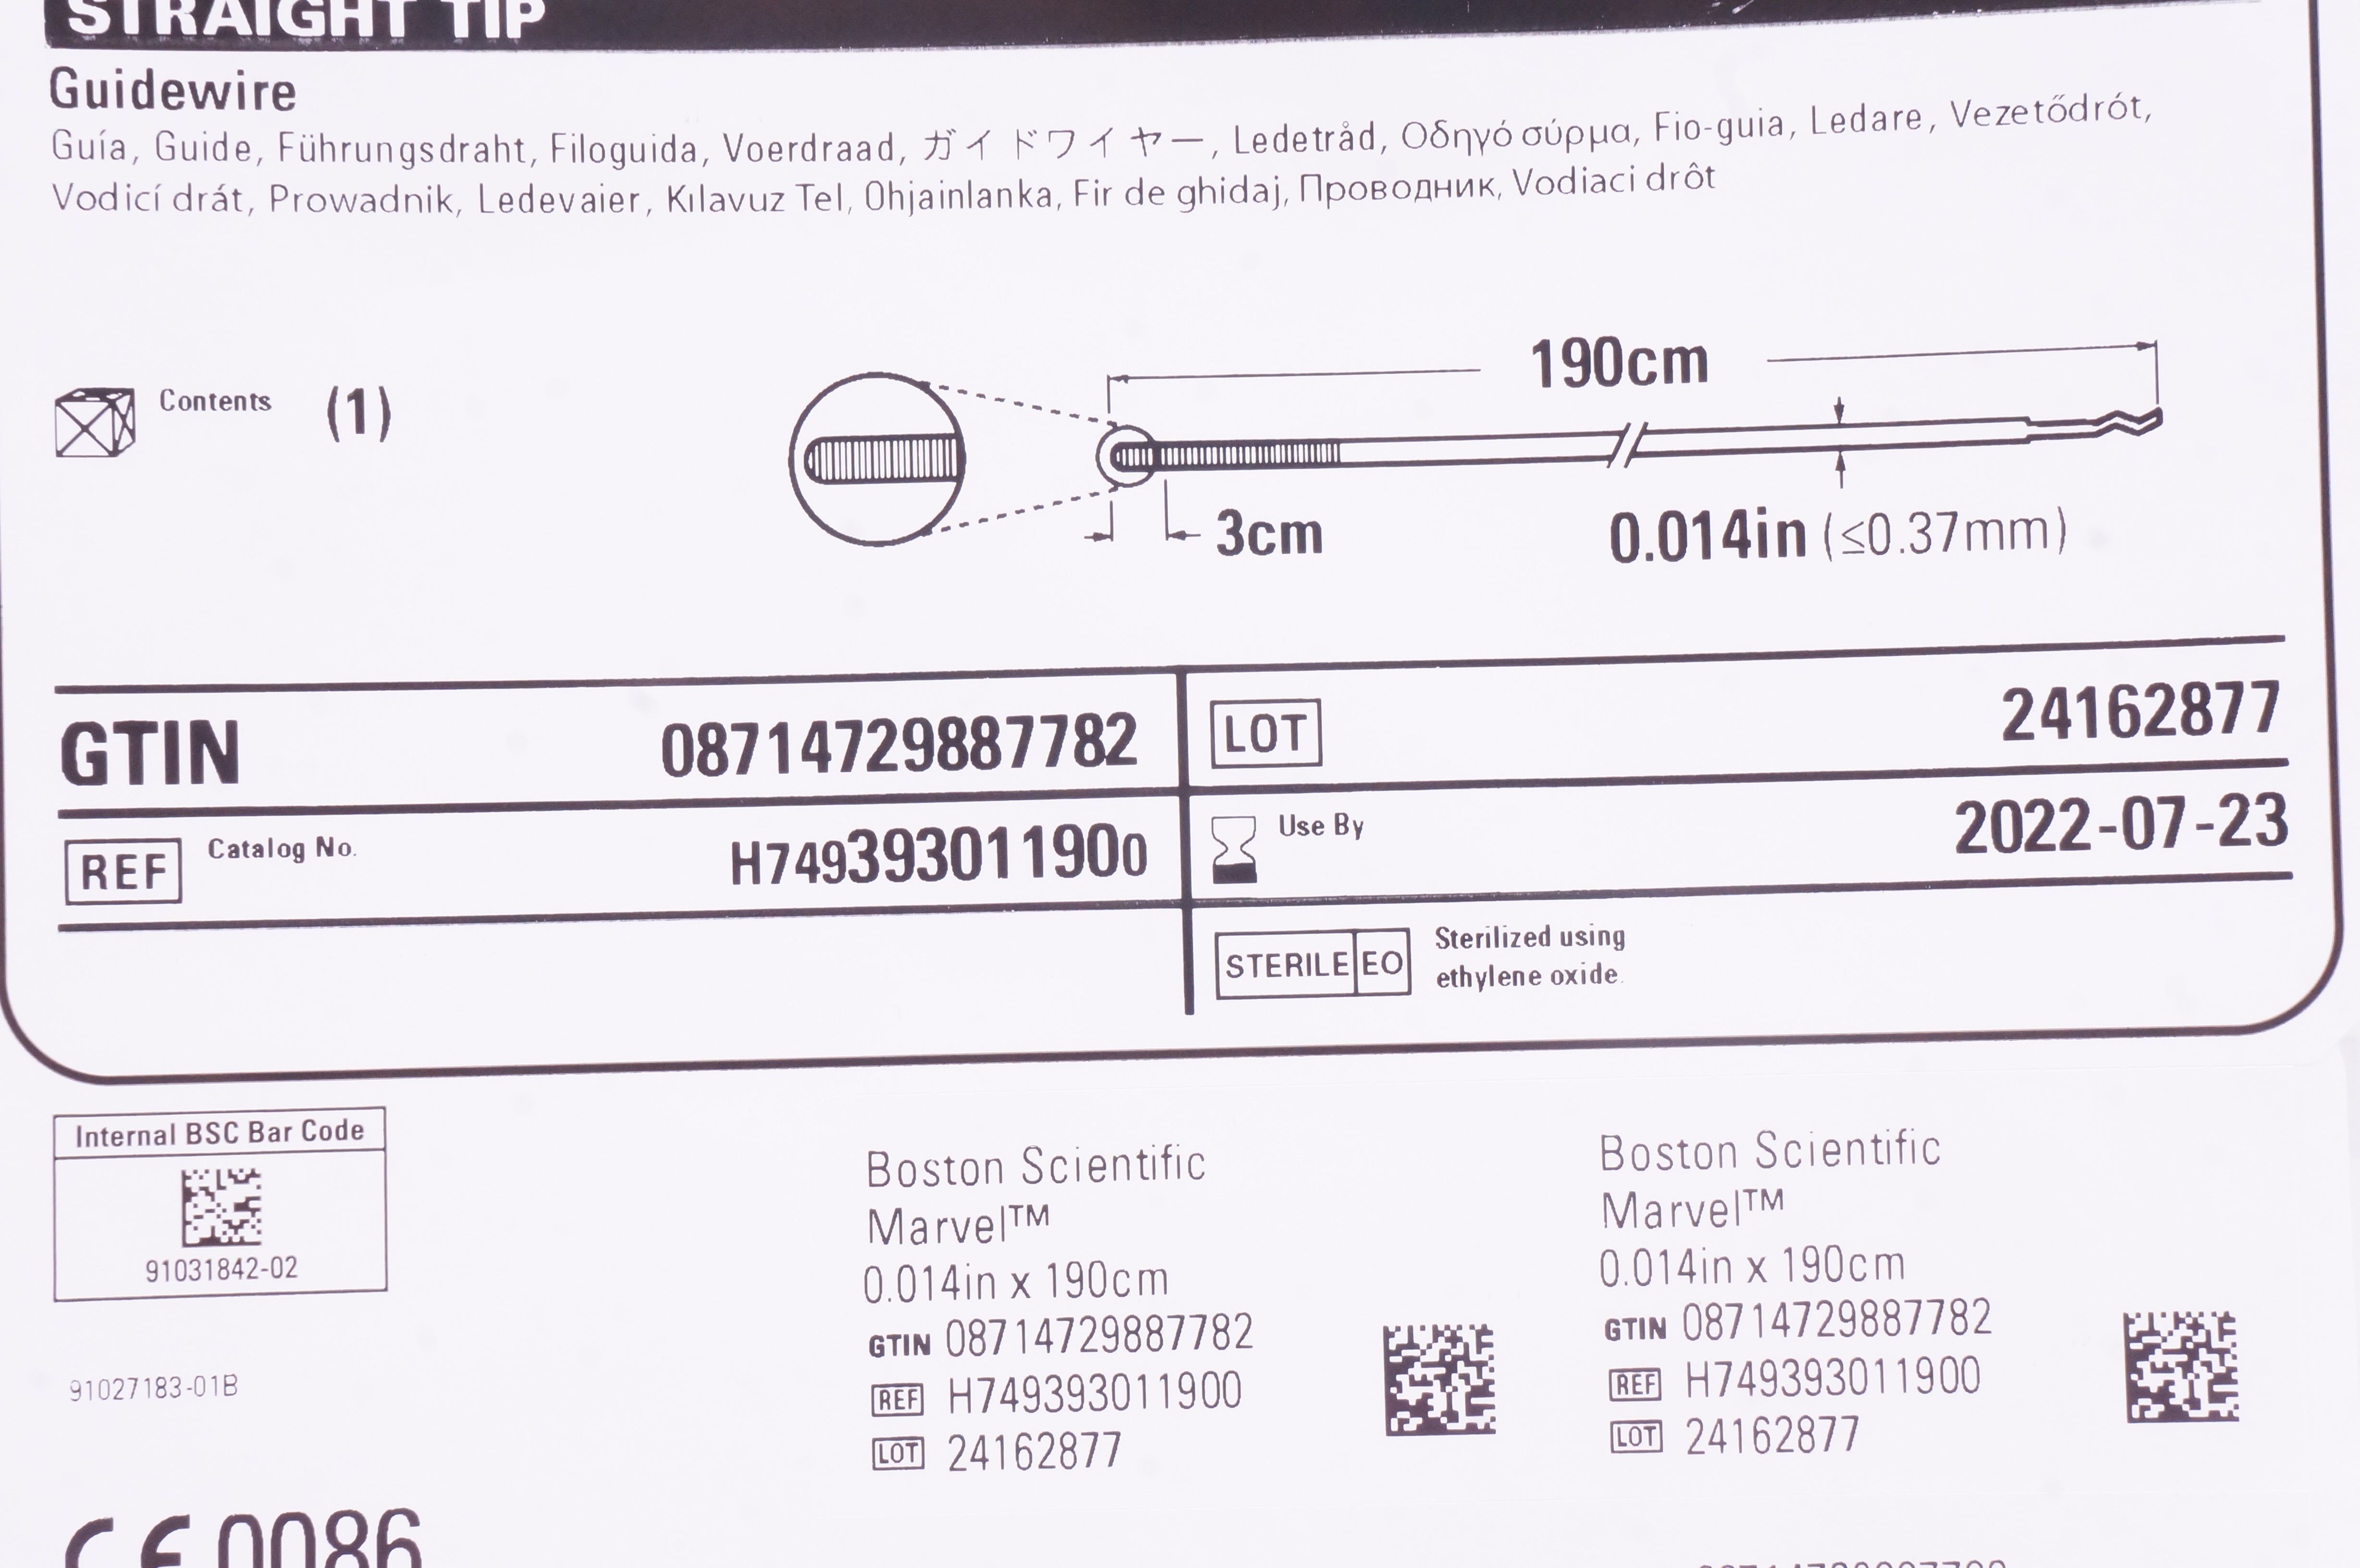 STRAIGHT TIP
Guidewire
Guía, Guide, Führungsdraht, Filoguida, Voerdraad, ガイドワイヤー, Ledetråd, Οδηγό σύρμα, Fio-guia, Ledare, Vezetődrót,
Vodicí drát, Prowadnik, Ledevaier, Kılavuz Tel, Ohjainlanka, Fir de ghidaj, Проводник, Vodiaci drôt
190cm
Contents (1)
3cm
0.014in (≤0.37mm)
GTIN 08714729887782
LOT 24162877
REF Catalog No. H7493930119000
Use By 2022-07-23
STERILE EO Sterilized using
ethylene oxide.
Internal BSC Bar Code
91031842-02
91027183-01B
Boston Scientific
Marvel™
0.014in x 190cm
GTIN 08714729887782
REF H749393011900
LOT 24162877
Boston Scientific
Marvel™
0.014in x 190cm
GTIN 08714729887782
REF H749393011900
LOT 24162877
CE 0086